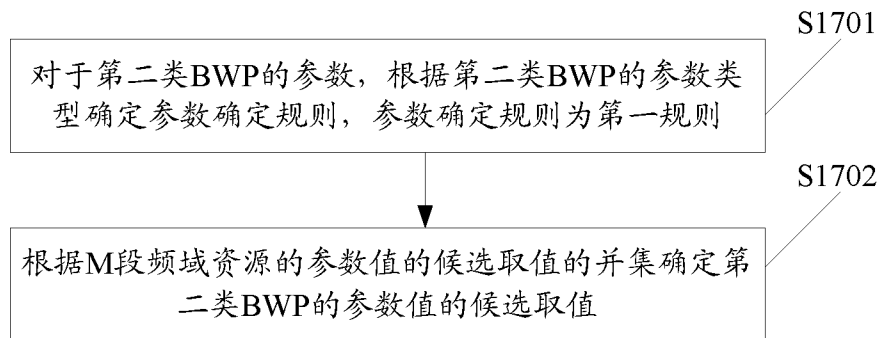 S1701
对于第二类BWP的参数，根据第二类BWP的参数类
型确定参数确定规则，参数确定规则为第一规则
S1702
根据M段频域资源的参数值的候选取值的并集确定第
二类BWP的参数值的候选取值